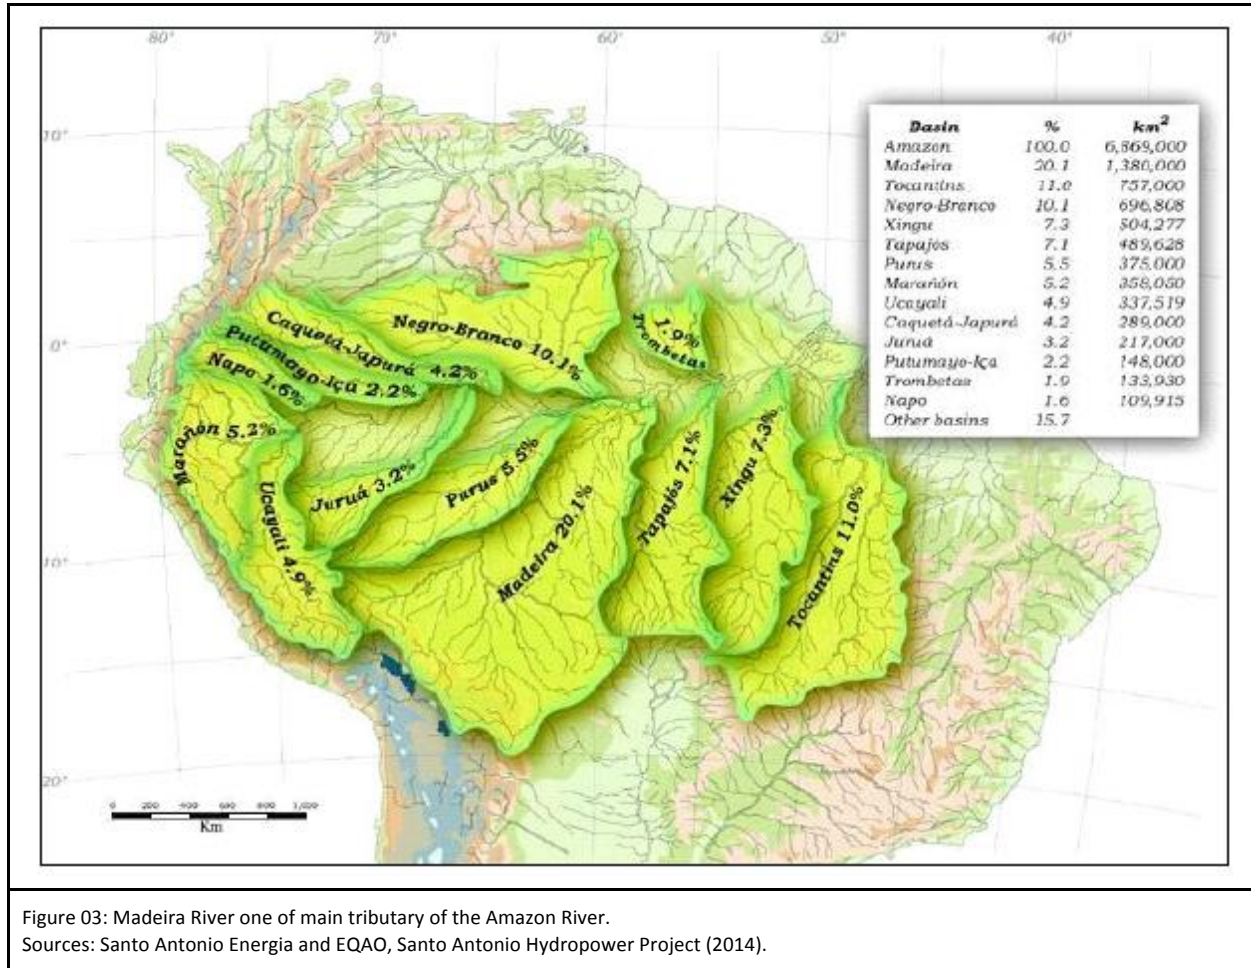 80° 70° 60° 50° 40°
10°
0°
10°
20°
Basin % km²
Amazon 100.0 6,869,000
Madeira 20.1 1,380,000
Tocantins 11.0 757,000
Negro-Branco 10.1 696,808
Xingu 7.3 504,277
Tapajós 7.1 489,628
Purus 5.5 375,000
Marañón 5.2 358,050
Ucayali 4.9 337,519
Caquetá-Japurá 4.2 289,000
Juruá 3.2 217,000
Putumayo-Iça 2.2 148,000
Trombetas 1.9 133,930
Napo 1.6 109,915
Other basins 15.7
Caquetá-Japurá 4.2%
Negro-Branco 10.1%
1.9%
Trombetas
Putumayo-Içá 2.2%
Napo 1.6%
Marañón 5.2%
Ucayali 4.9%
Juruá 3.2%
Purus 5.5%
Madeira 20.1%
Tapajós 7.1%
Xingu 7.3%
Tocantins 11.0%
0 200 400 600 800 1,000
Km
Figure 03: Madeira River one of main tributary of the Amazon River.
Sources: Santo Antonio Energia and EQAO, Santo Antonio Hydropower Project (2014).